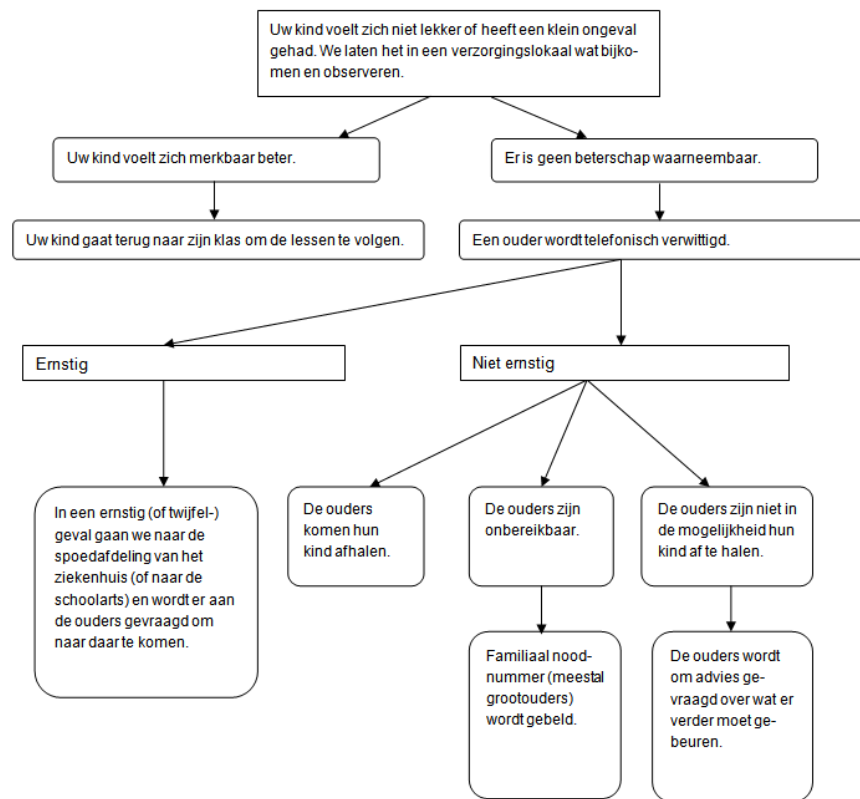 Uw kind voelt zich niet lekker of heeft een klein ongeval
gehad. We laten het in een verzorgingslokaal wat bijko-
men en observeren.
Uw kind voelt zich merkbaar beter.
Er is geen beterschap waarneembaar.
Uw kind gaat terug naar zijn klas om de lessen te volgen.
Een ouder wordt telefonisch verwittigd.
Ernstig
Niet ernstig
In een ernstig (of twijfel-)
geval gaan we naar de
spoedafdeling van het
ziekenhuis (of naar de
schoolarts) en wordt er aan
de ouders gevraagd om
naar daar te komen.
De ouders
komen hun
kind afhalen.
De ouders zijn
onbereikbaar.
De ouders zijn niet in
de mogelijkheid hun
kind af te halen.
Familiaal nood-
nummer (meestal
grootouders)
wordt gebeld.
De ouders wordt
om advies ge-
vraagd over wat er
verder moet ge-
beuren.